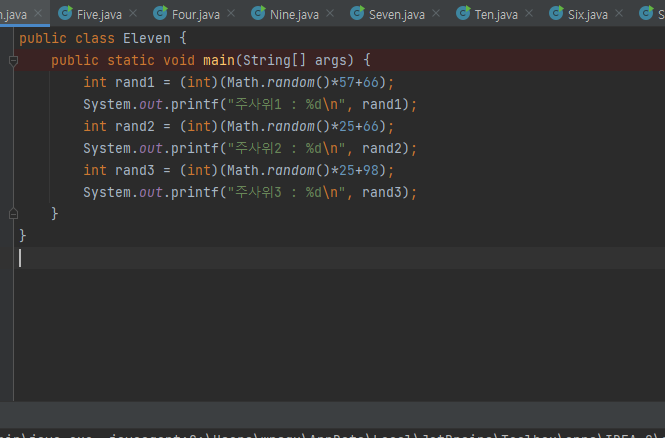 n.java Five.java Four.java Nine.java Seven.java Ten.java Six.java S
public class Eleven {
    public static void main(String[] args) {
        int rand1 = (int)(Math.random()*57+66);
        System.out.printf("주사위1 : %d\n", rand1);
        int rand2 = (int)(Math.random()*25+66);
        System.out.printf("주사위2 : %d\n", rand2);
        int rand3 = (int)(Math.random()*25+98);
        System.out.printf("주사위3 : %d\n", rand3);
    }
}